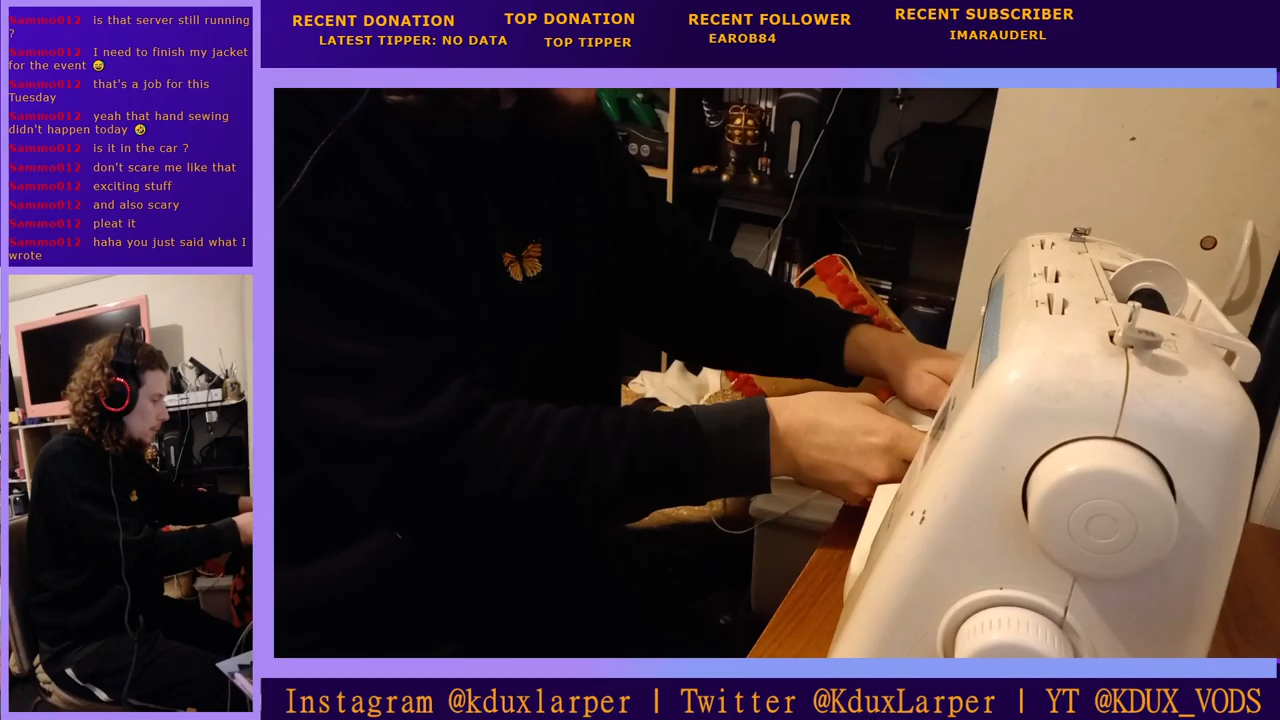 Sammo012 is that server still running
?
Sammo012 I need to finish my jacket
for the event 😅
Sammo012 that's a job for this
Tuesday
Sammo012 yeah that hand sewing
didn't happen today 🤣
Sammo012 is it in the car ?
Sammo012 don't scare me like that
Sammo012 exciting stuff
Sammo012 and also scary
Sammo012 pleat it
Sammo012 haha you just said what I
wrote
RECENT DONATION
LATEST TIPPER: NO DATA
TOP DONATION
TOP TIPPER
RECENT FOLLOWER
EAROB84
RECENT SUBSCRIBER
IMARAUDERL
Instagram @kduxlarper | Twitter @KduxLarper | YT @KDUX_VODS